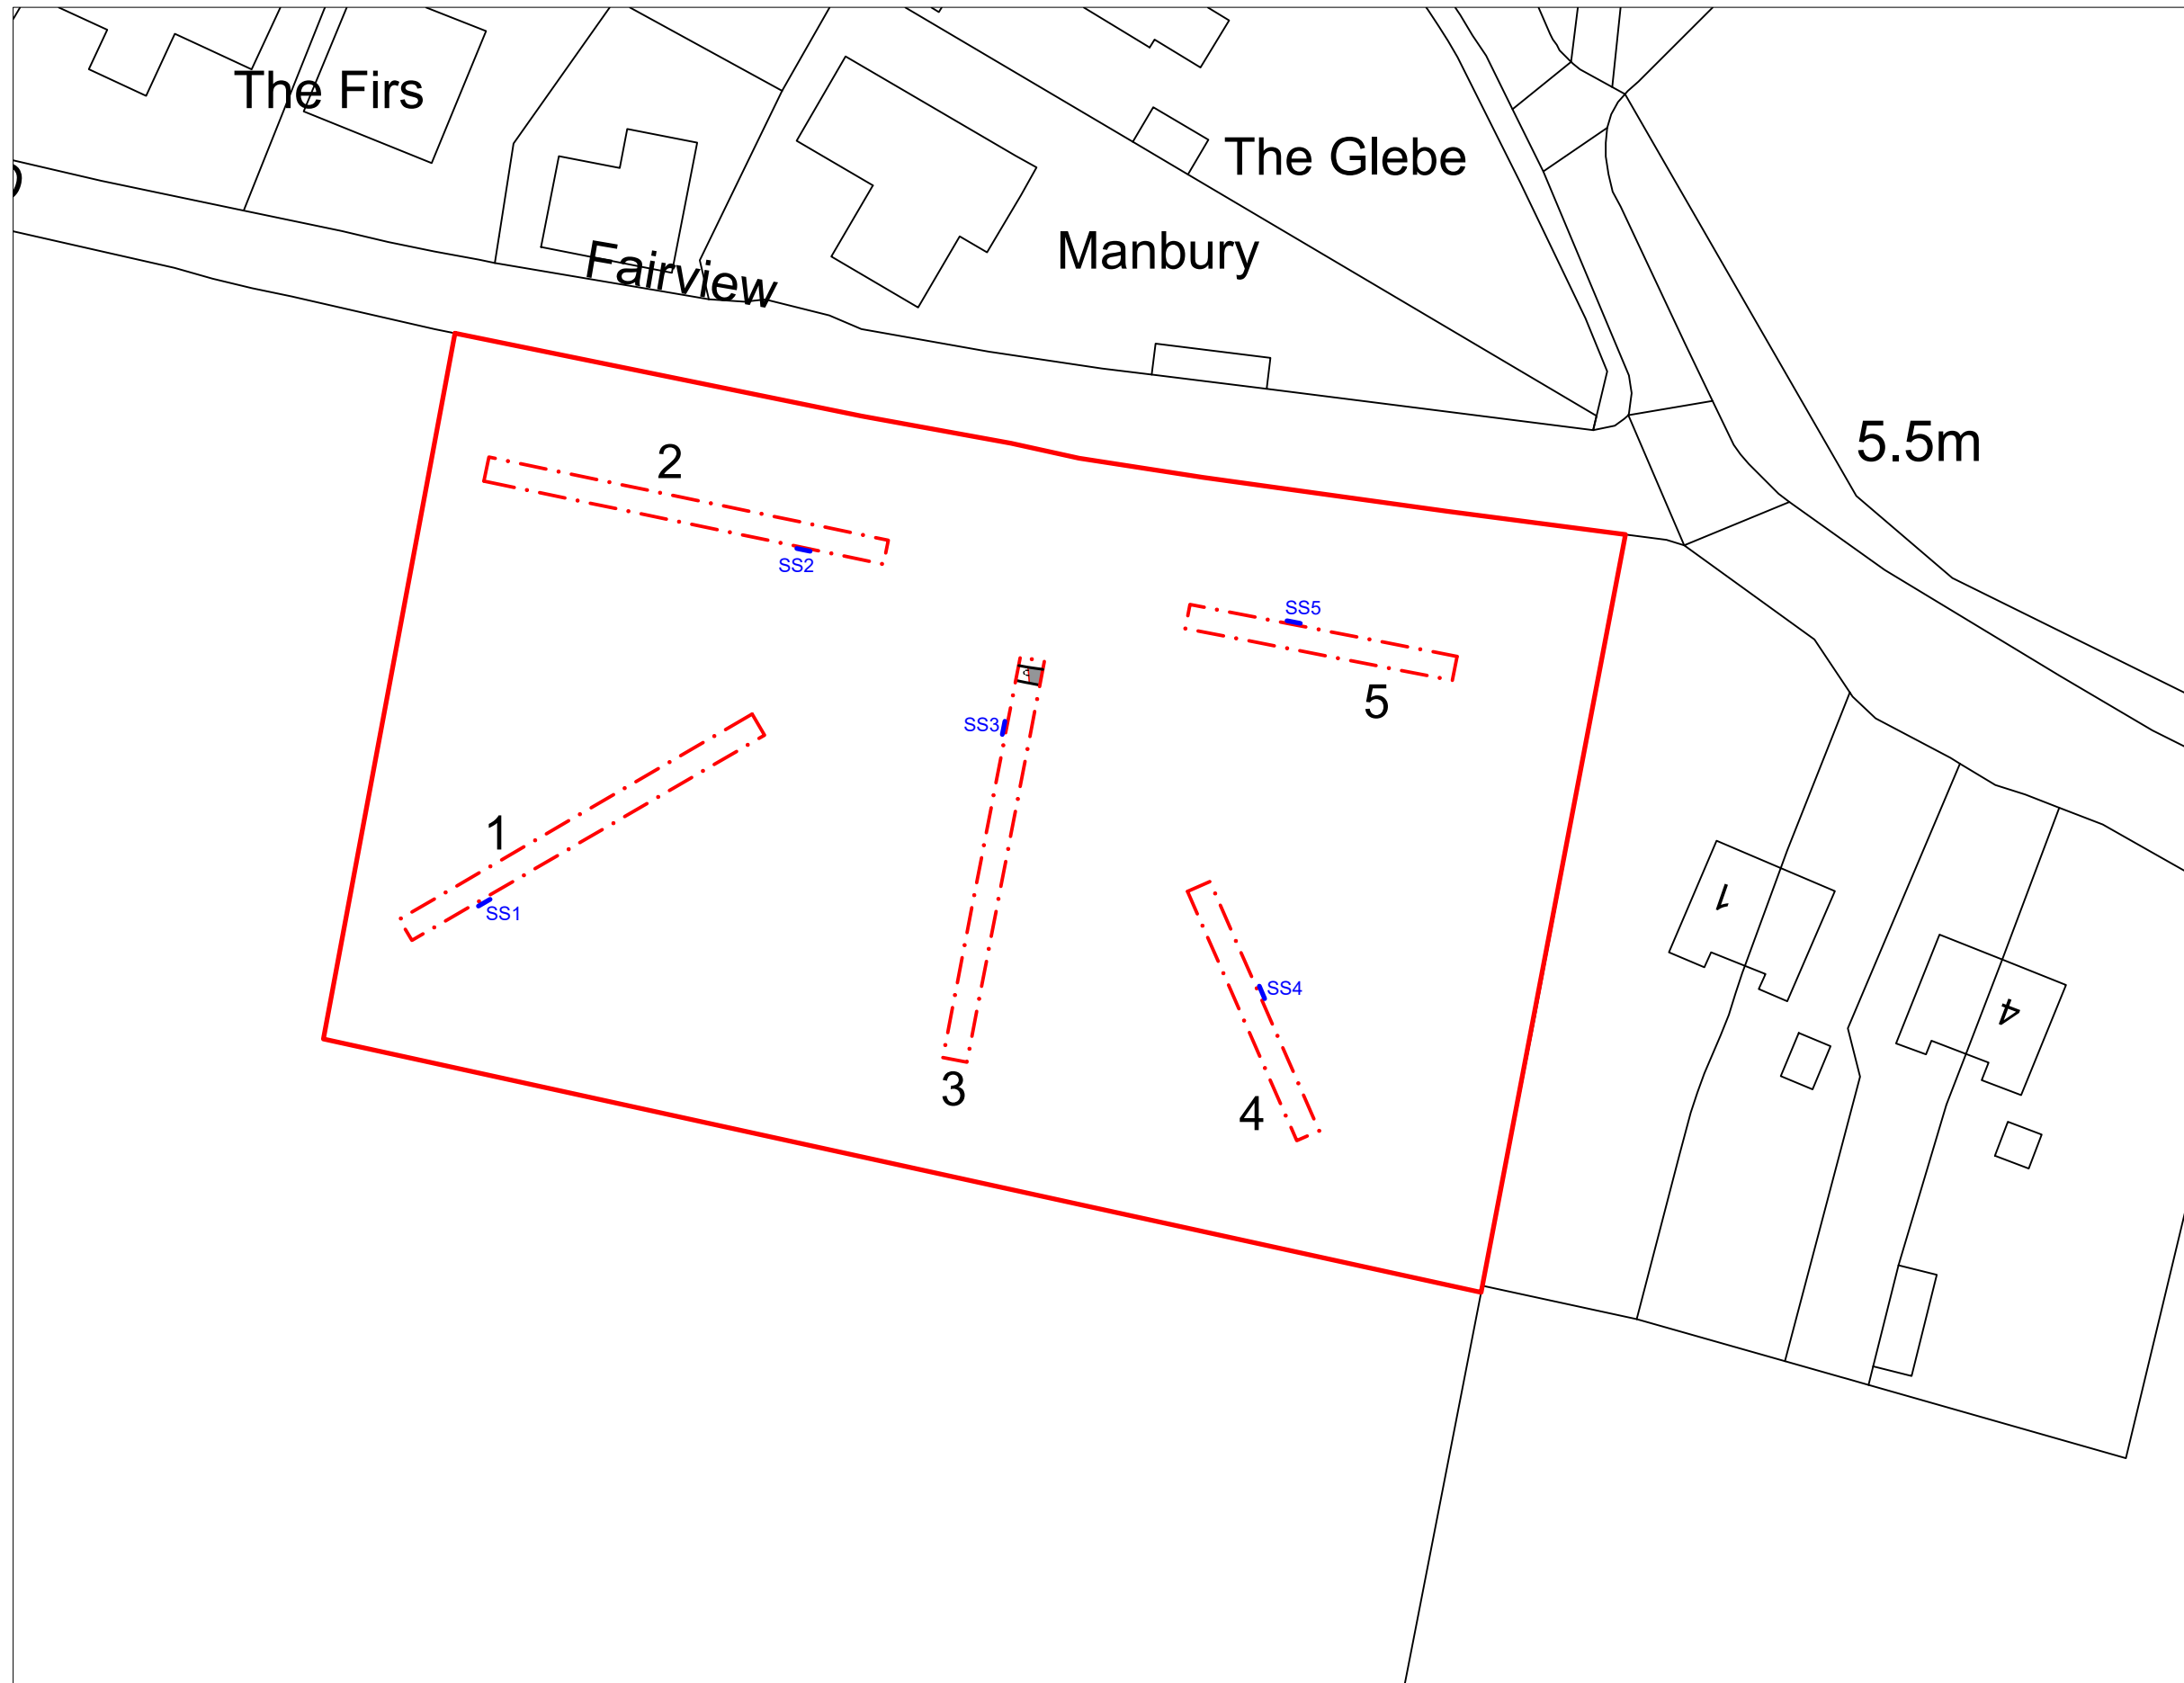 The Firs
The Glebe
Manbury
Fairview
5.5m
2
SS2
SS5
5
SS3
1
SS1
1
SS4
4
3
4